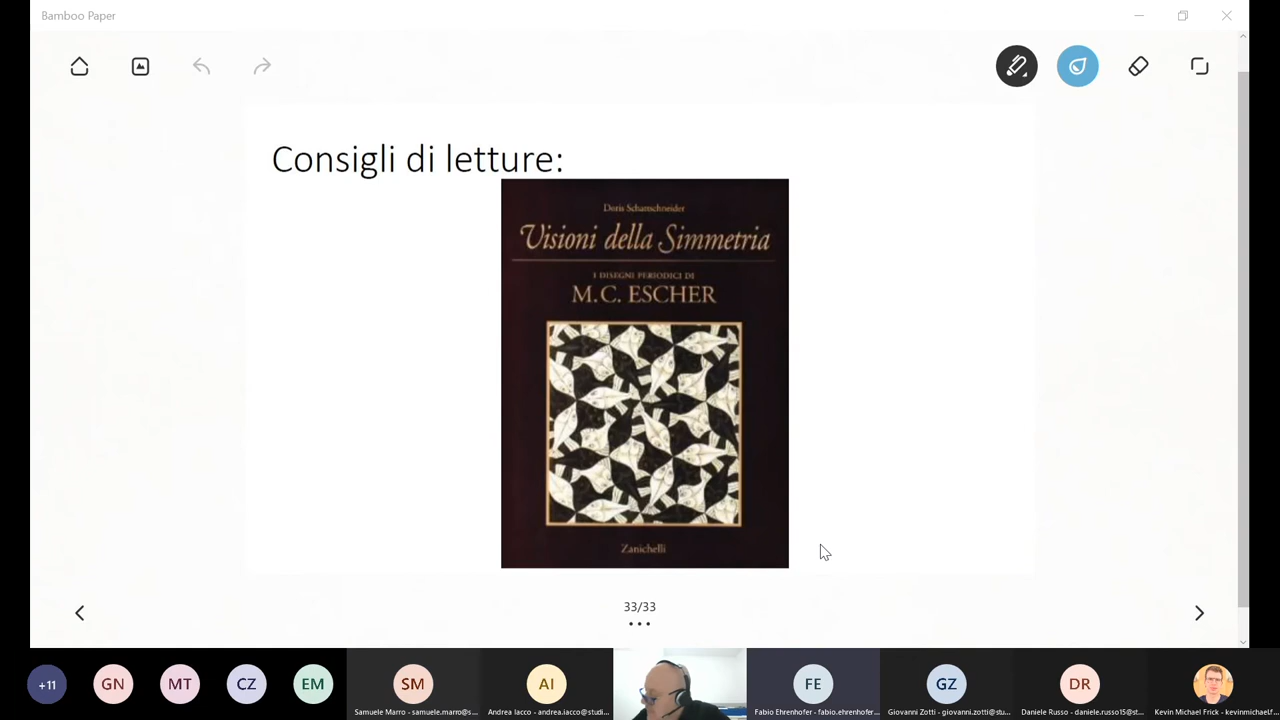 Bamboo Paper
Consigli di letture:
Doris Schattschneider
Visioni della Simmetria
I DISEGNI PERIODICI DI
M.C. ESCHER
Zanichelli
33/33
+11
GN
MT
CZ
EM
SM
AI
FE
GZ
DR
Samuele Marro - samuele.marro@s...
Andrea Iacco - andrea.iacco@studi...
Fabio Ehrenhofer - fabio.ehrenhofer...
Giovanni Zotti - giovanni.zotti@stu...
Daniele Russo - daniele.russo15@st...
Kevin Michael Frick - kevinmichael.f...